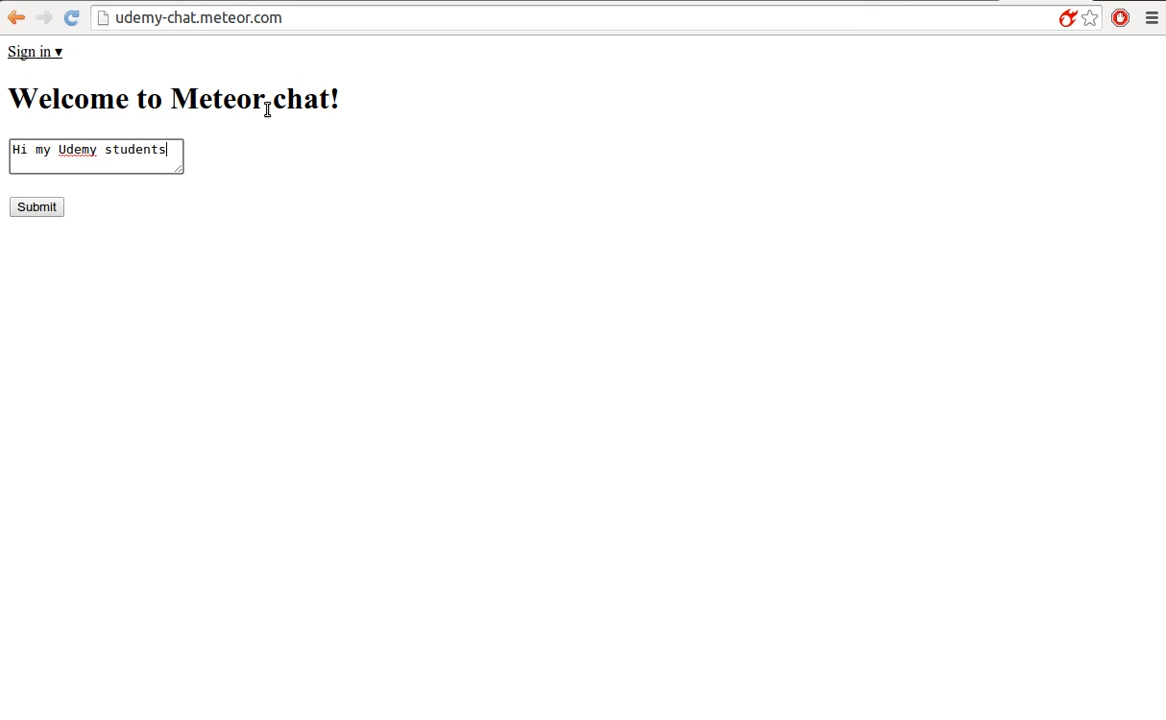 udemy-chat.meteor.com
Sign in ▾
Welcome to Meteor chat!
Hi my Udemy students
Submit